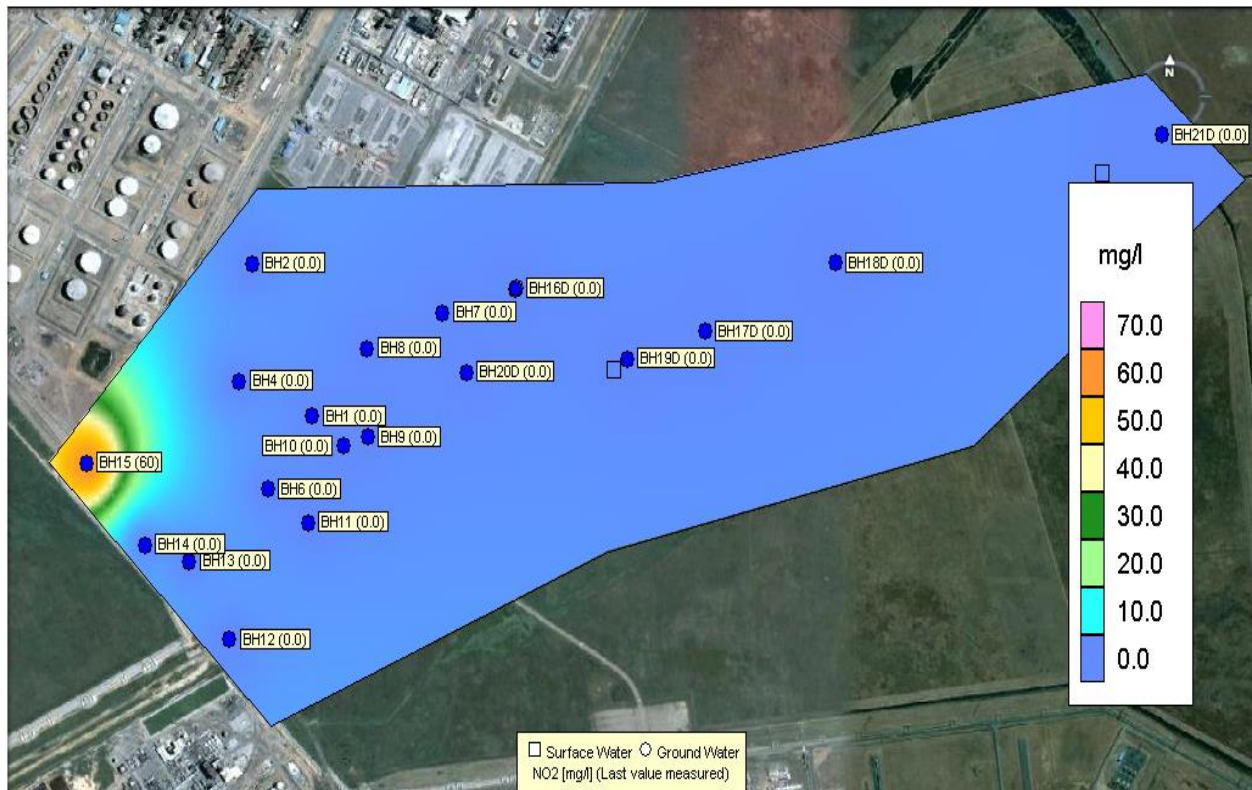 N
BH21D (0.0)
BH2 (0.0)
BH18D (0.0)
BH16D (0.0)
BH7 (0.0)
BH17D (0.0)
BH8 (0.0)
BH19D (0.0)
BH20D (0.0)
BH4 (0.0)
BH1 (0.0)
BH9 (0.0)
BH10 (0.0)
BH15 (60)
BH6 (0.0)
BH11 (0.0)
BH14 (0.0)
BH13 (0.0)
BH12 (0.0)
mg/l
70.0
60.0
50.0
40.0
30.0
20.0
10.0
0.0
Surface Water Ground Water
NO2 [mg/l] (Last value measured)